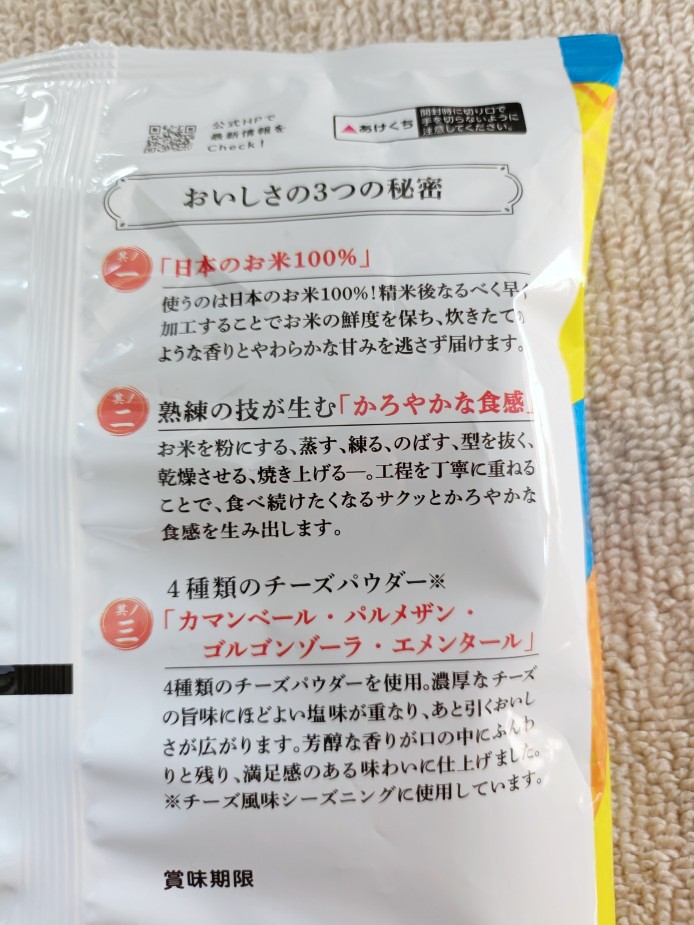 公式HPで
最新情報を
Check!
▲あけくち
開封時に切り口で
手を切らないように
注意してください。
おいしさの3つの秘密
其ノ一
「日本のお米100%」
使うのは日本のお米100%!精米後なるべく早く
加工することでお米の鮮度を保ち、炊きたての
ような香りとやわらかな甘みを逃さず届けます。
其ノ二
熟練の技が生む「かろやかな食感」
お米を粉にする、蒸す、練る、のばす、型を抜く、
乾燥させる、焼き上げる―。工程を丁寧に重ねる
ことで、食べ続けたくなるサクッとかろやかな
食感を生み出します。
其ノ三
4種類のチーズパウダー※
「カマンベール・パルメザン・
ゴルゴンゾーラ・エメンタール」
4種類のチーズパウダーを使用。濃厚なチーズ
の旨味にほどよい塩味が重なり、あと引くおいし
さが広がります。芳醇な香りが口の中にふんわ
りと残り、満足感のある味わいに仕上げました。
※チーズ風味シーズニングに使用しています。
賞味期限